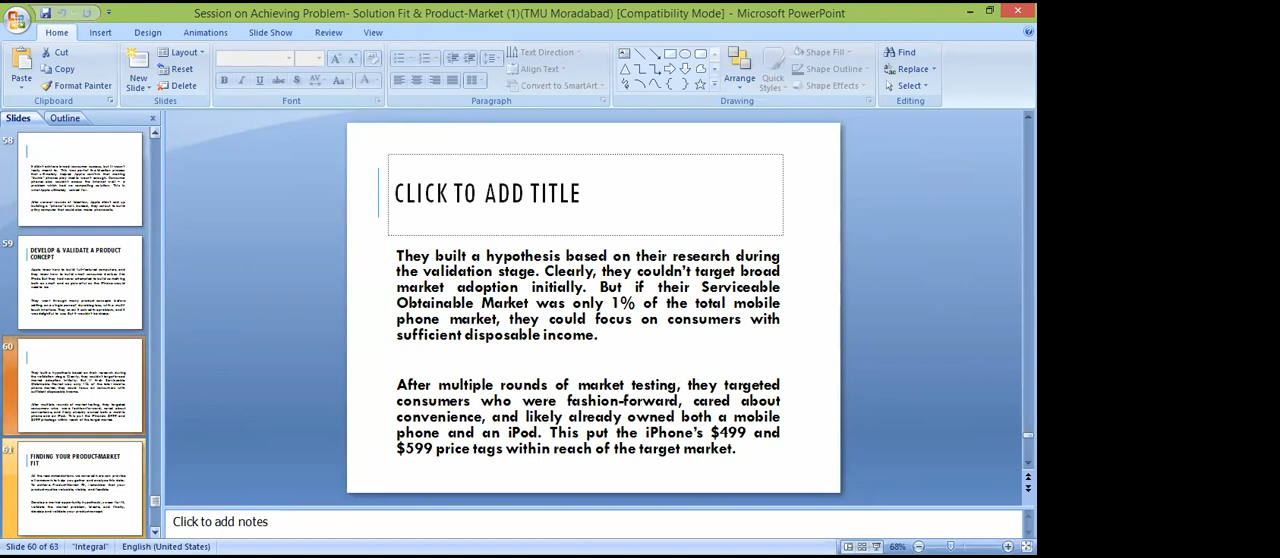 Session on Achieving Problem- Solution Fit & Product-Market (1)(TMU Moradabad) [Compatibility Mode] - Microsoft PowerPoint
Home Insert Design Animations Slide Show Review View
Cut Layout Text Direction Shape Fill Find
Copy Reset Align Text Shape Outline Replace
Paste Format Painter New Slide Delete Convert to SmartArt Arrange Quick Styles Shape Effects Select
Clipboard Slides Font Paragraph Drawing Editing
Slides Outline
58
59
DEVELOP & VALIDATE A PRODUCT
CONCEPT
60
61
FINDING YOUR PRODUCT-MARKET
FIT
CLICK TO ADD TITLE
They built a hypothesis based on their research during
the validation stage. Clearly, they couldn't target broad
market adoption initially. But if their Serviceable
Obtainable Market was only 1% of the total mobile
phone market, they could focus on consumers with
sufficient disposable income.
After multiple rounds of market testing, they targeted
consumers who were fashion-forward, cared about
convenience, and likely already owned both a mobile
phone and an iPod. This put the iPhone's $499 and
$599 price tags within reach of the target market.
Click to add notes
Slide 60 of 63 "Integral" English (United States) 68%